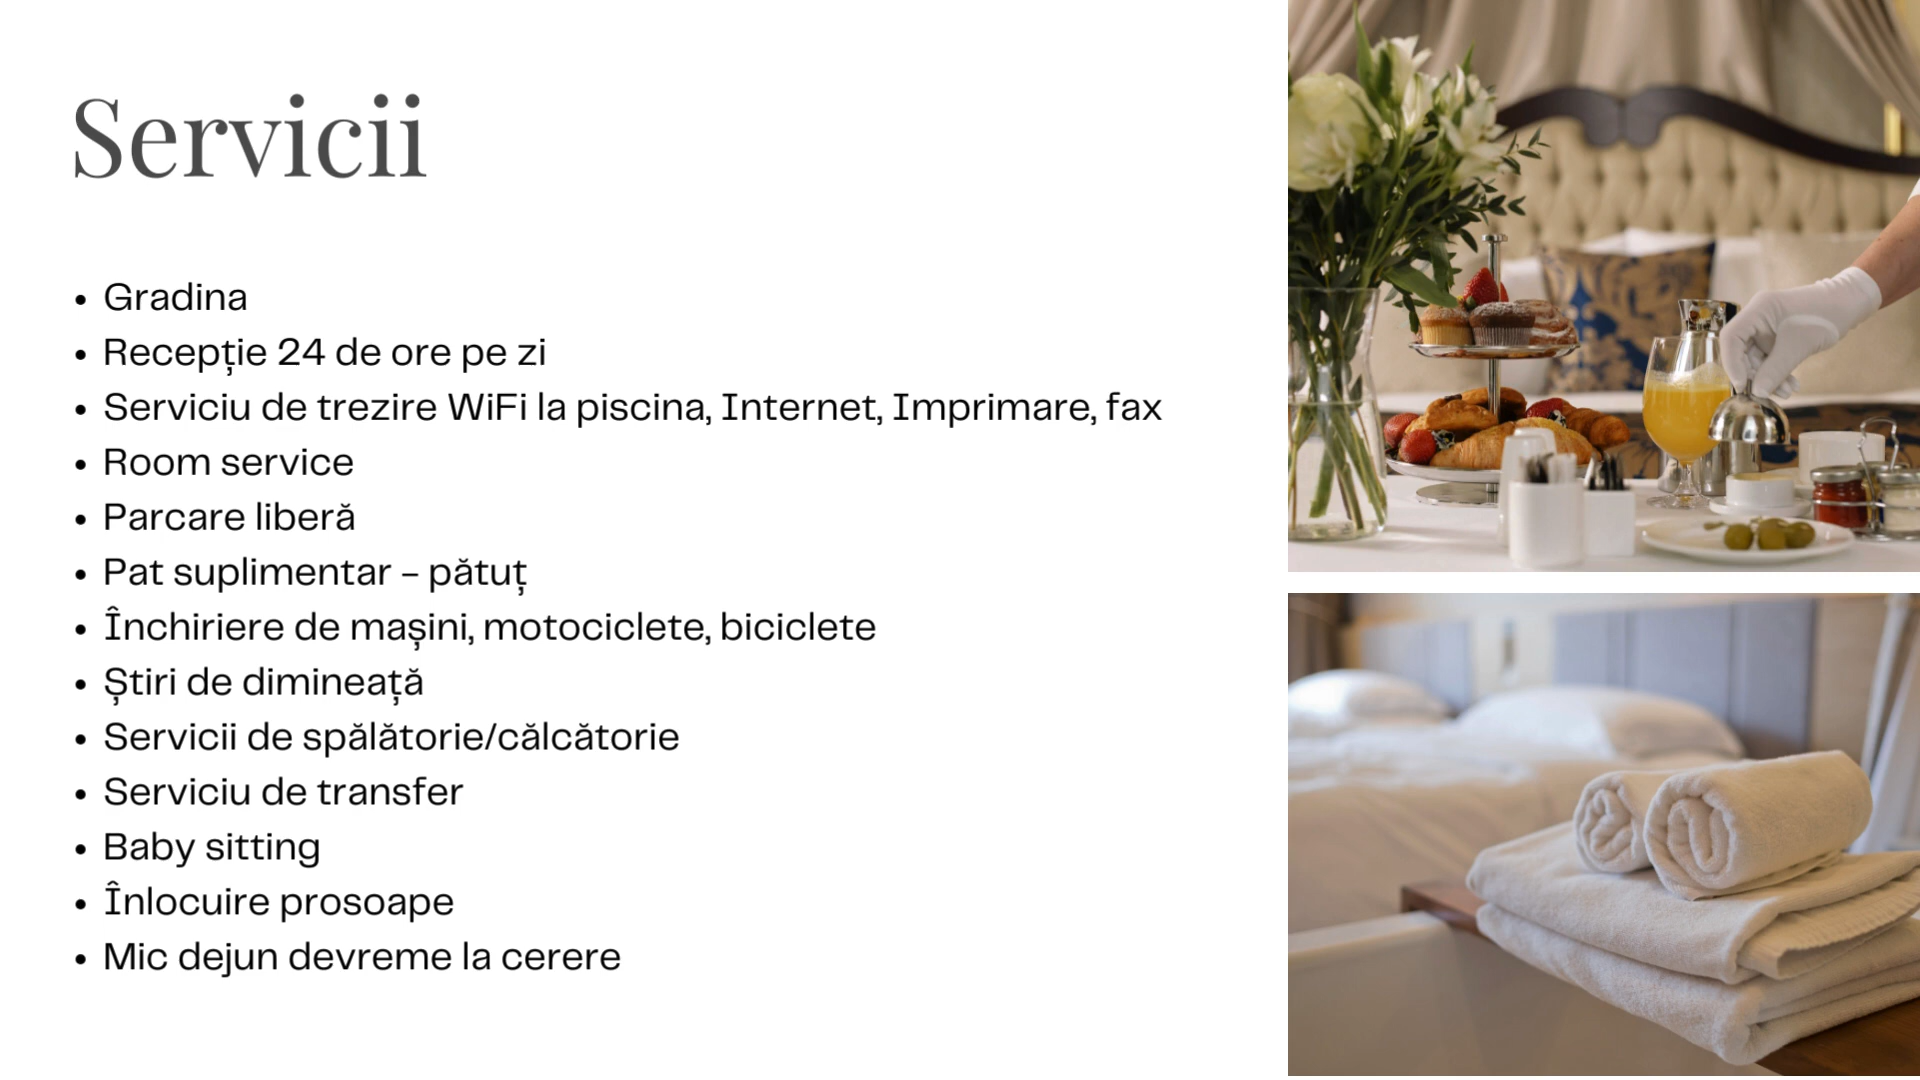 Servicii
• Gradina
• Recepție 24 de ore pe zi
• Serviciu de trezire WiFi la piscina, Internet, Imprimare, fax
• Room service
• Parcare liberă
• Pat suplimentar – pătuț
• Închiriere de mașini, motociclete, biciclete
• Știri de dimineață
• Servicii de spălătorie/călcătorie
• Serviciu de transfer
• Baby sitting
• Înlocuire prosoape
• Mic dejun devreme la cerere